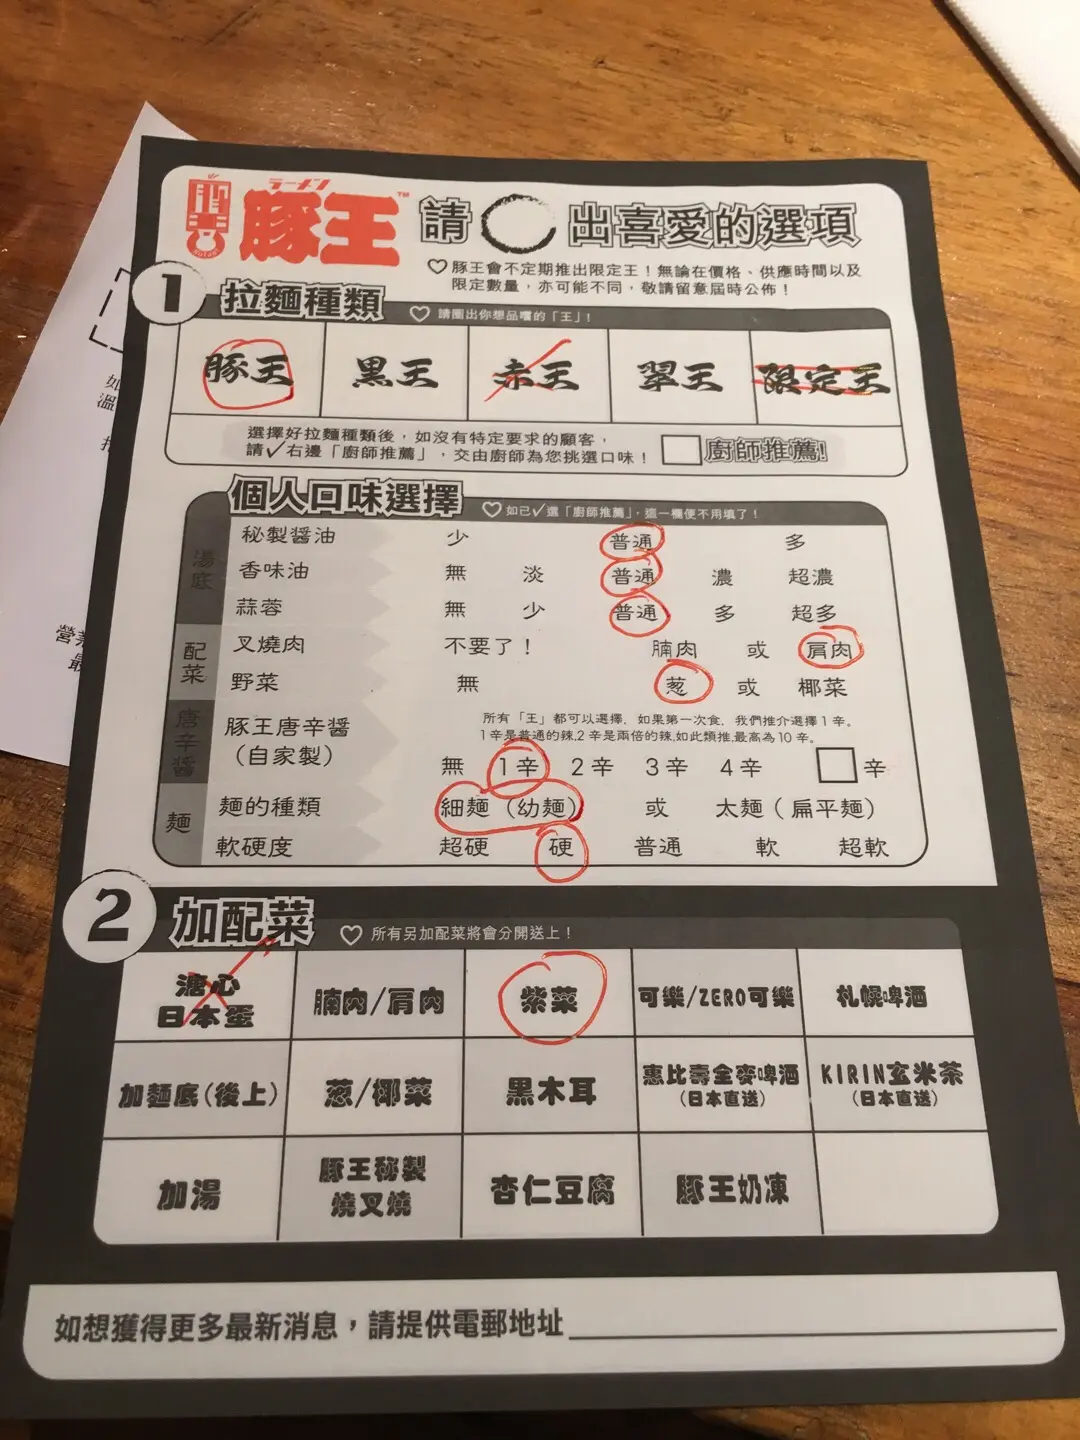 ラーメン
豚王™
請 出喜愛的選項
♡豚王會不定期推出限定王！無論在價格、供應時間以及
限定數量，亦可能不同，敬請留意屆時公佈！
1 拉麵種類 ♡ 請圈出你想品嚐的「王」！
豚王 黒王 赤王 翠王 限定王
選擇好拉麵種類後，如沒有特定要求的顧客，
請✓右邊「廚師推薦」，交由廚師為您挑選口味！ 廚師推薦!
個人口味選擇 ♡ 如已✓選「廚師推薦」，這一欄便不用填了！
湯底
秘製醬油 少 普通 多
香味油 無 淡 普通 濃 超濃
蒜蓉 無 少 普通 多 超多
配菜
叉燒肉 不要了！ 腩肉 或 肩肉
野菜 無 葱 或 椰菜
唐辛醬
豚王唐辛醬
（自家製）
所有「王」都可以選擇．如果第一次食，我們推介選擇1辛。
1辛是普通的辣,2辛是兩倍的辣,如此類推,最高為10辛。
無 1辛 2辛 3辛 4辛 辛
麵
麵的種類 細麵（幼麵） 或 太麵（扁平麵）
軟硬度 超硬 硬 普通 軟 超軟
2 加配菜 ♡ 所有另加配菜將會分開送上！
溏心
日本蛋
腩肉/肩肉 紫菜 可樂/ZERO可樂 札幌啤酒
加麵底(後上) 葱/椰菜 黑木耳
惠比壽全麥啤酒
(日本直送)
KIRIN玄米茶
(日本直送)
加湯
豚王秘製
燒叉燒
杏仁豆腐 豚王奶凍
如想獲得更多最新消息，請提供電郵地址